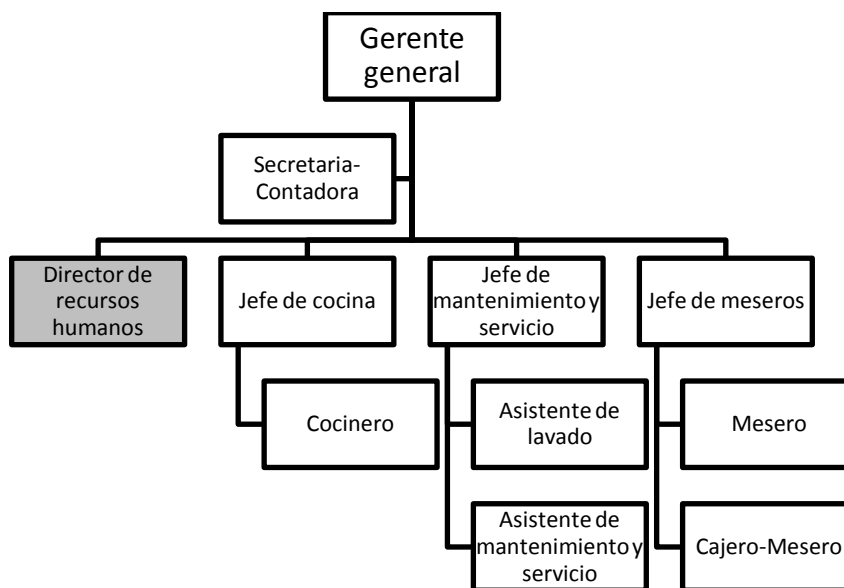 Gerente
general
Secretaria-
Contadora
Director de
recursos
humanos
Jefe de cocina
Jefe de
mantenimiento y
servicio
Jefe de meseros
Cocinero
Asistente de
lavado
Mesero
Asistente de
mantenimiento y
servicio
Cajero-Mesero